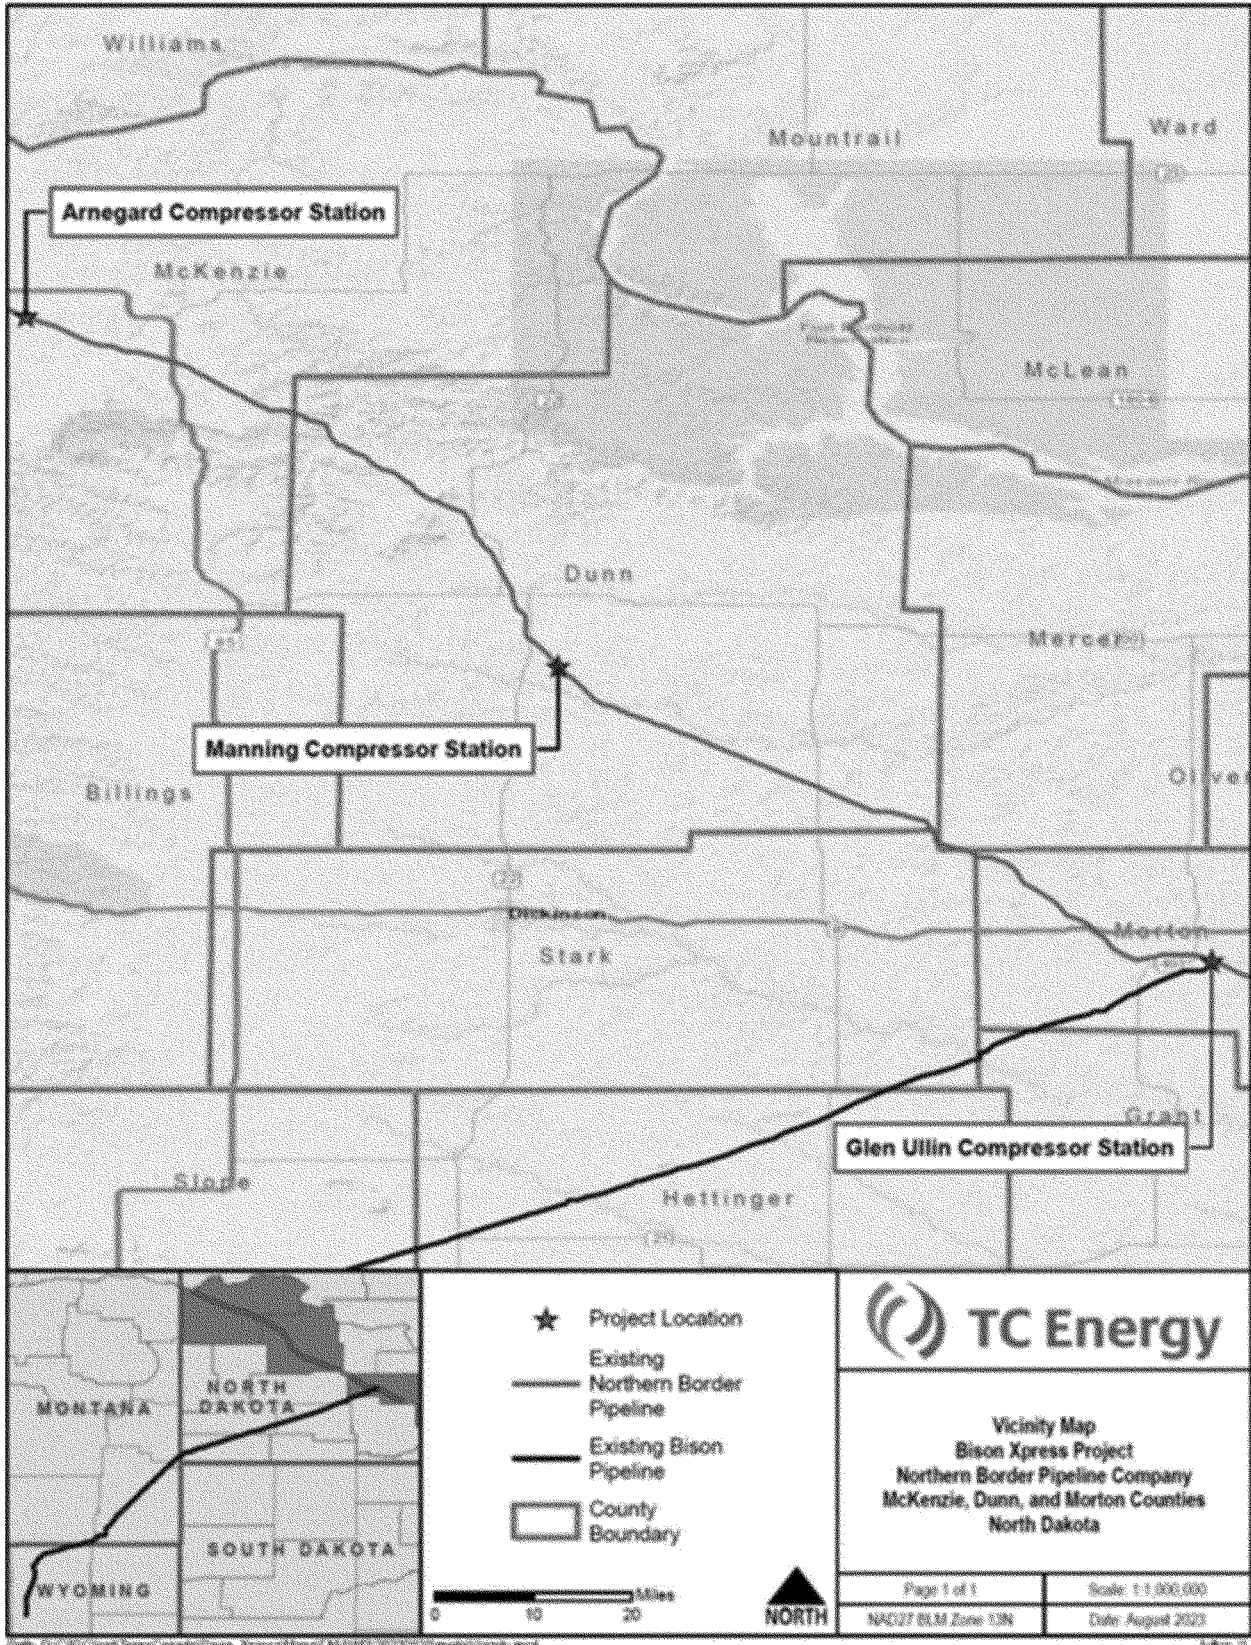 Williams
Mountrail
Ward
Arnegard Compressor Station
McKenzie
McLean
Dunn
Mercer
Manning Compressor Station
Billings
Oliver
Dickinson
Stark
Morton
Grant
Glen Ullin Compressor Station
Slope
Hettinger
MONTANA
NORTH
DAKOTA
SOUTH DAKOTA
WYOMING
Project Location
Existing
Northern Border
Pipeline
Existing Bison
Pipeline
County
Boundary
Miles
0 10 20
NORTH
TC Energy
Vicinity Map
Bison Xpress Project
Northern Border Pipeline Company
McKenzie, Dunn, and Morton Counties
North Dakota
Page 1 of 1
Scale: 1:1,000,000
NAD27 BLM Zone 13N
Date: August 2023